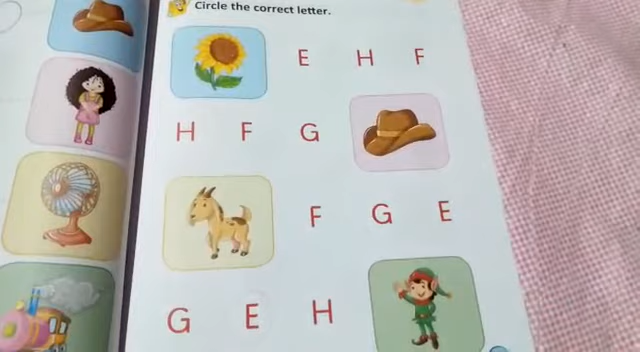 Circle the correct letter.
E H F
H F G
F G E
G E H